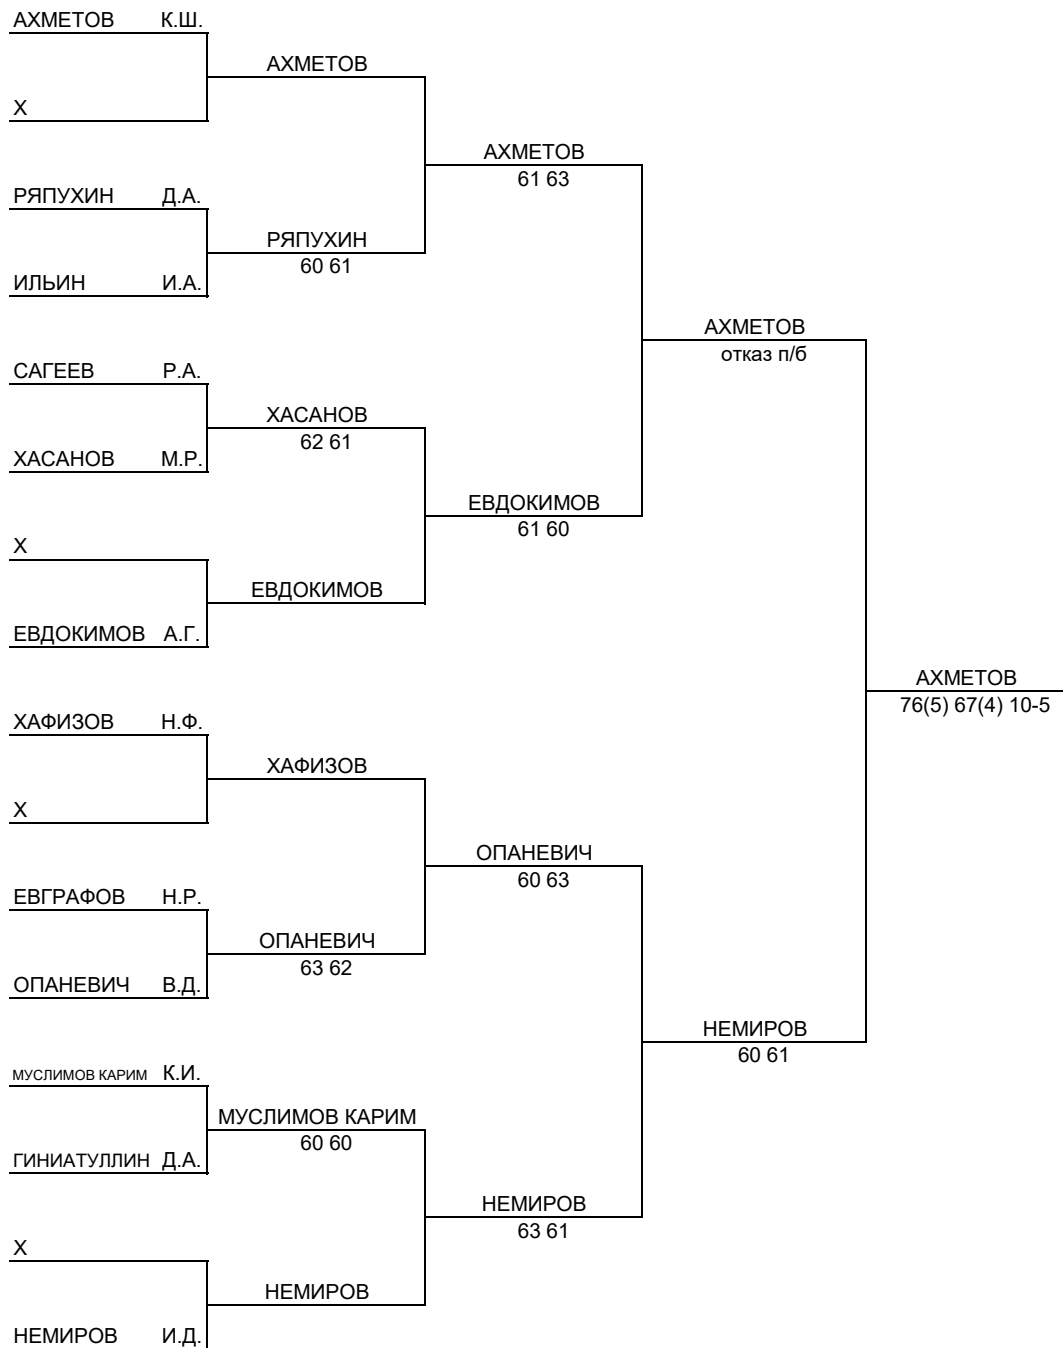 АХМЕТОВ К.Ш.
АХМЕТОВ
X
АХМЕТОВ
61 63
РЯПУХИН Д.А.
РЯПУХИН
60 61
ИЛЬИН И.А.
АХМЕТОВ
отказ п/б
САГЕЕВ Р.А.
ХАСАНОВ
62 61
ХАСАНОВ М.Р.
ЕВДОКИМОВ
61 60
X
ЕВДОКИМОВ
ЕВДОКИМОВ А.Г.
АХМЕТОВ
76(5) 67(4) 10-5
ХАФИЗОВ Н.Ф.
ХАФИЗОВ
X
ОПАНЕВИЧ
60 63
ЕВГРАФОВ Н.Р.
ОПАНЕВИЧ
63 62
ОПАНЕВИЧ В.Д.
НЕМИРОВ
60 61
МУСЛИМОВ КАРИМ К.И.
МУСЛИМОВ КАРИМ
60 60
ГИНИАТУЛЛИН Д.А.
НЕМИРОВ
63 61
X
НЕМИРОВ
НЕМИРОВ И.Д.